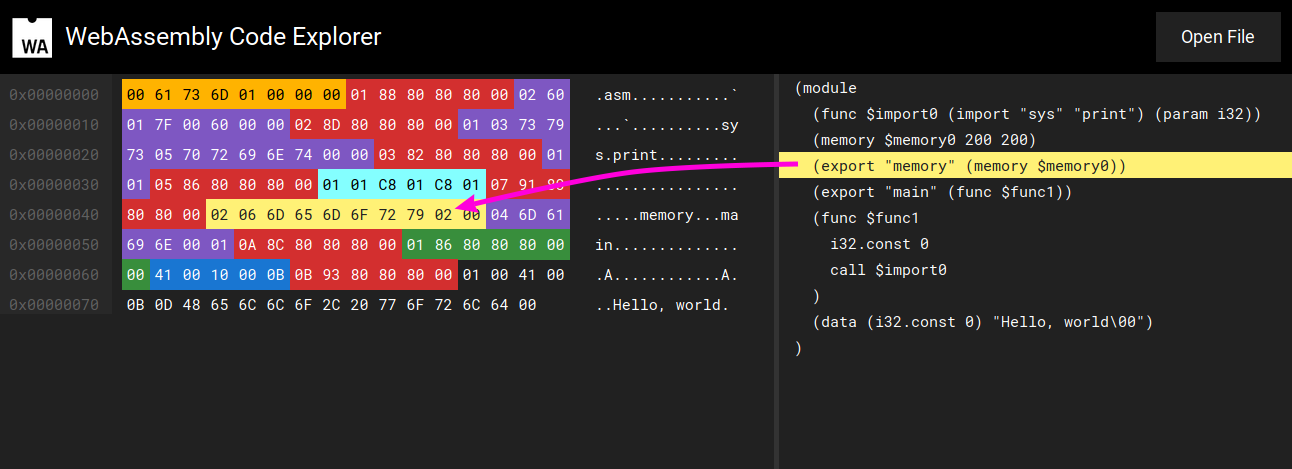 WA WebAssembly Code Explorer Open File
0x00000000 00 61 73 6D 01 00 00 00 01 88 80 80 80 00 02 60 .asm...........`
0x00000010 01 7F 00 60 00 00 02 8D 80 80 80 00 01 03 73 79 ...`..........sy
0x00000020 73 05 70 72 69 6E 74 00 00 03 82 80 80 80 00 01 s.print.........
0x00000030 01 05 86 80 80 80 00 01 01 C8 01 C8 01 07 91 80 ................
0x00000040 80 80 00 02 06 6D 65 6D 6F 72 79 02 00 04 6D 61 .....memory...ma
0x00000050 69 6E 00 01 0A 8C 80 80 80 00 01 86 80 80 80 00 in..............
0x00000060 00 41 00 10 00 0B 0B 93 80 80 80 00 01 00 41 00 .A............A.
0x00000070 0B 0D 48 65 6C 6C 6F 2C 20 77 6F 72 6C 64 00 ..Hello, world.
(module
(func $import0 (import "sys" "print") (param i32))
(memory $memory0 200 200)
(export "memory" (memory $memory0))
(export "main" (func $func1))
(func $func1
i32.const 0
call $import0
)
(data (i32.const 0) "Hello, world\00")
)